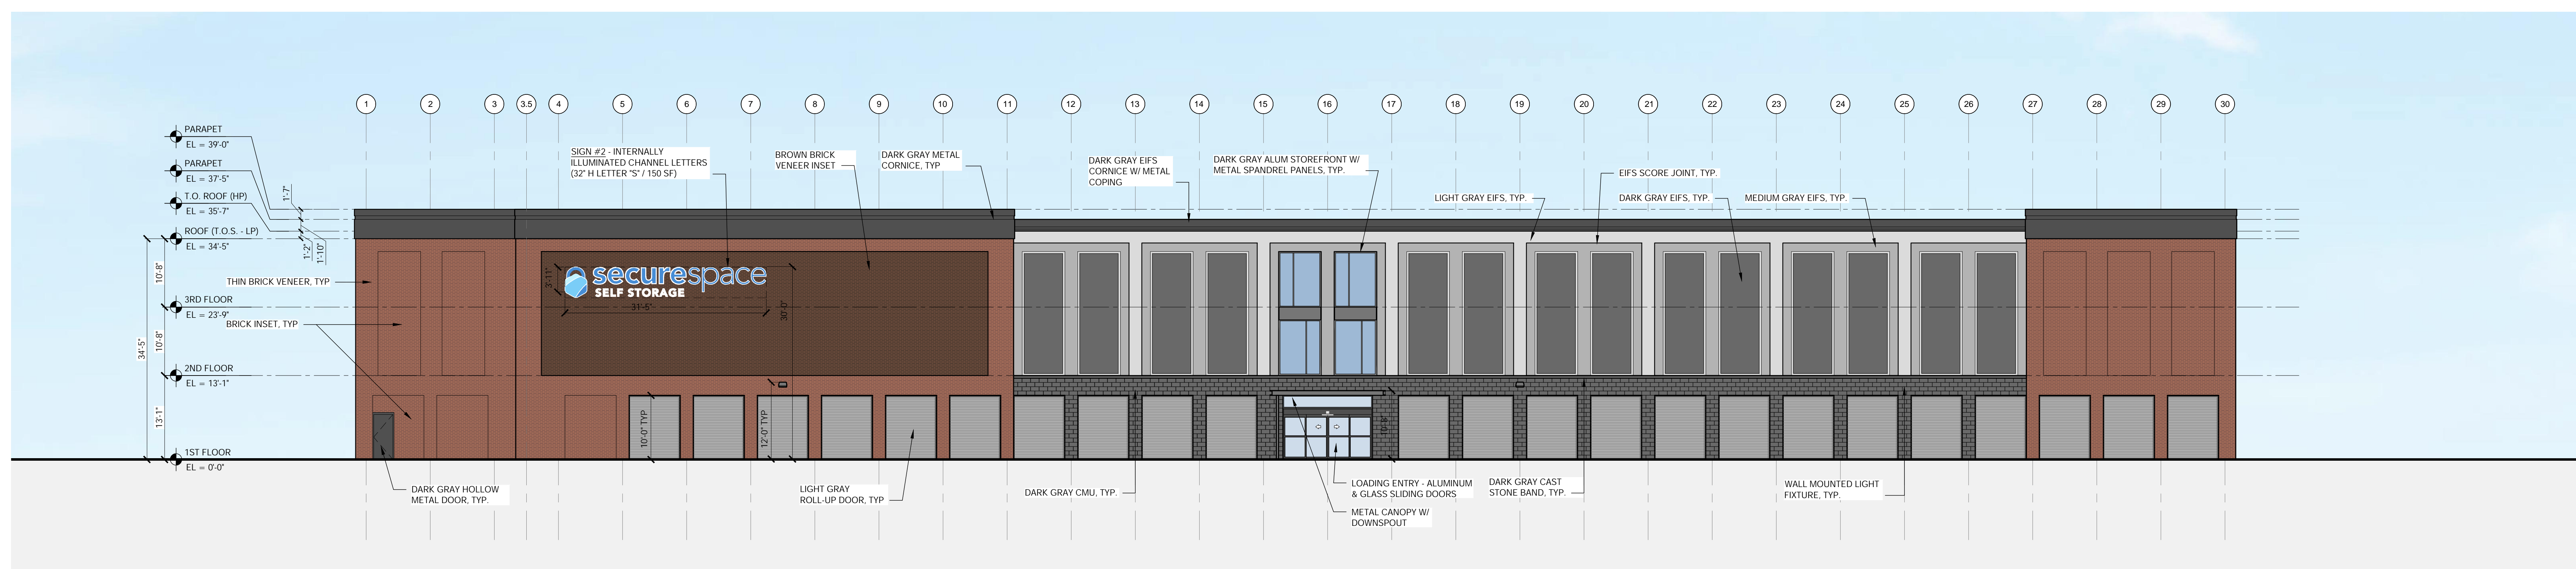 1 2 3 3.5 4 5 6 7 8 9 10 11 12 13 14 15 16 17 18 19 20 21 22 23 24 25 26 27 28 29 30
PARAPET
EL = 39'-0"
PARAPET
EL = 37'-5"
T.O. ROOF (HP)
EL = 35'-7"
ROOF (T.O.S. - LP)
EL = 34'-5"
3RD FLOOR
EL = 23'-9"
2ND FLOOR
EL = 13'-1"
1ST FLOOR
EL = 0'-0"
1'-7"
1'-2"
1'-10"
34'-5"
10'-8"
10'-8"
13'-1"
THIN BRICK VENEER, TYP
BRICK INSET, TYP
SIGN #2 - INTERNALLY
ILLUMINATED CHANNEL LETTERS
(32" H LETTER "S" / 150 SF)
BROWN BRICK
VENEER INSET
DARK GRAY METAL
CORNICE, TYP
DARK GRAY EIFS
CORNICE W/ METAL
COPING
DARK GRAY ALUM STOREFRONT W/
METAL SPANDREL PANELS, TYP.
LIGHT GRAY EIFS, TYP.
EIFS SCORE JOINT, TYP.
DARK GRAY EIFS, TYP.
MEDIUM GRAY EIFS, TYP.
securespace
SELF STORAGE
3'-11"
31'-5"
30'-0"
10'-0" TYP
12'-0" TYP
DARK GRAY HOLLOW
METAL DOOR, TYP.
LIGHT GRAY
ROLL-UP DOOR, TYP
DARK GRAY CMU, TYP.
LOADING ENTRY - ALUMINUM
& GLASS SLIDING DOORS
METAL CANOPY W/
DOWNSPOUT
DARK GRAY CAST
STONE BAND, TYP.
WALL MOUNTED LIGHT
FIXTURE, TYP.